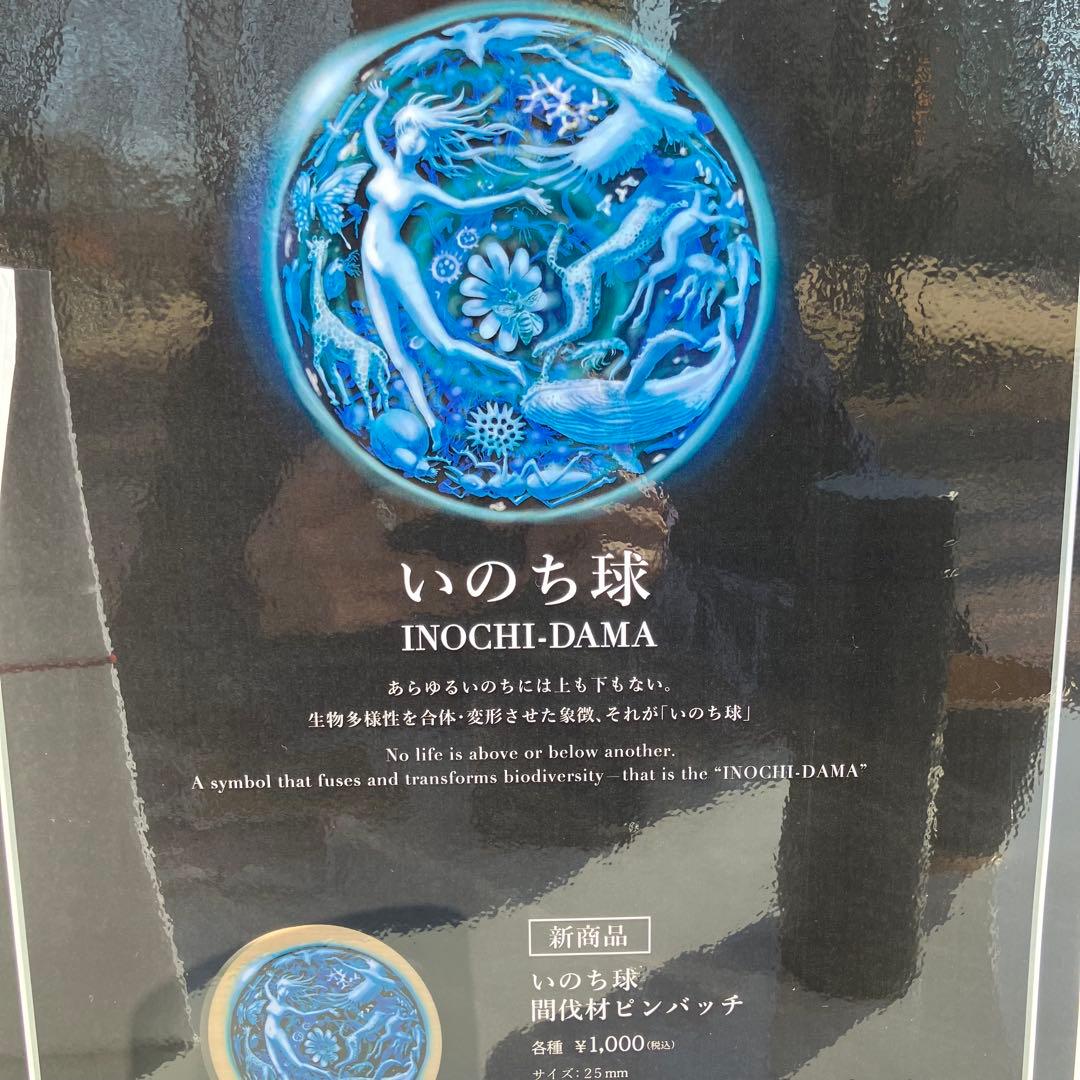 いのち球
INOCHI-DAMA
あらゆるいのちには上も下もない。
生物多様性を合体・変形させた象徴、それが「いのち球」
No life is above or below another.
A symbol that fuses and transforms biodiversity—that is the “INOCHI-DAMA”
新商品
いのち球
間伐材ピンバッチ
各種 ￥1,000(税込)
サイズ:25mm